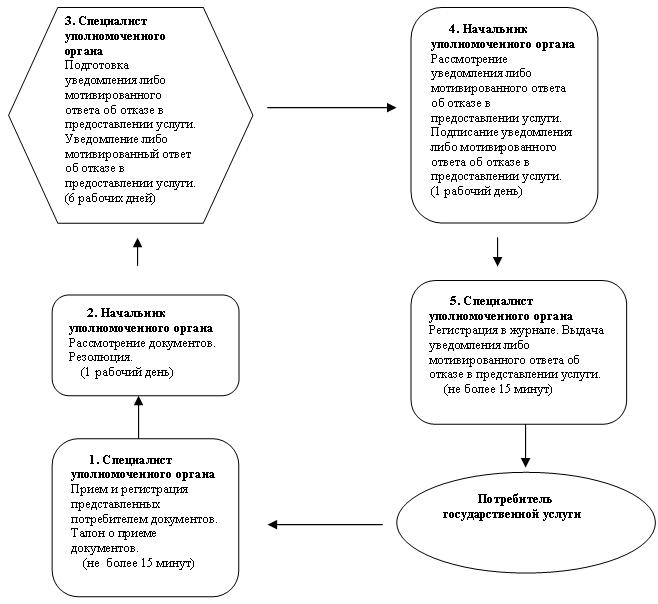 3. Специалист
уполномоченного
органа
Подготовка
уведомления либо
мотивированного
ответа об отказе в
предоставлении услуги.
Уведомление либо
мотивированный ответ
об отказе в
предоставлении услуги.
(6 рабочих дней)
4. Начальник
уполномоченного органа
Рассмотрение
уведомления либо
мотивированного ответа
об отказе в
предоставлении услуги.
Подписание уведомления
либо мотивированного
ответа об отказе в
предоставлении услуги.
(1 рабочий день)
2. Начальник
уполномоченного органа
Рассмотрение документов.
Резолюция.
(1 рабочий день)
5. Специалист
уполномоченного органа
Регистрация в журнале. Выдача
уведомления либо
мотивированного ответа об
отказе в представлении услуги.
(не более 15 минут)
1. Специалист
уполномоченного органа
Прием и регистрация
представленных
потребителем документов.
Талон о приеме
документов.
(не более 15 минут)
Потребитель
государственной услуги